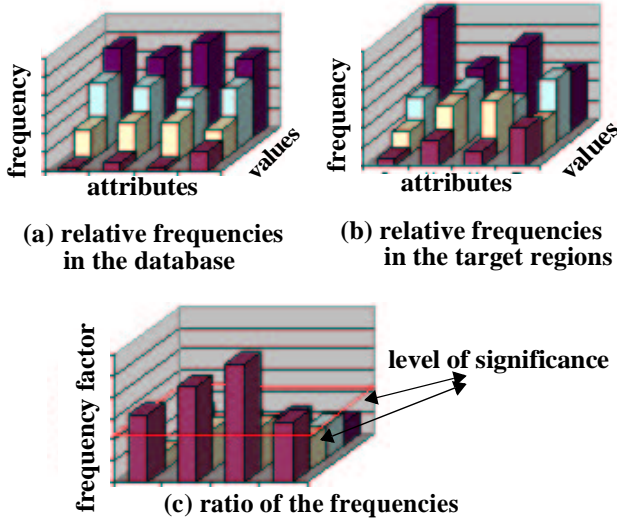 frequency
attributes
values
(a) relative frequencies
in the database
frequency
attributes
values
(b) relative frequencies
in the target regions
frequency factor
level of significance
(c) ratio of the frequencies